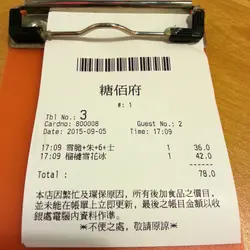 糖佰府
#: 1
Tbl No.: 3
Cardno: 800008 Guest No.: 2
Date: 2015-09-05 Time: 17:09
17:09 雪葩+朱+6+士 1 36.0
17:09 榴槤雪花冰 1 42.0
Total : 78.0
本店因繁忙及環保原因, 所有後加食品之價目,
並未能在帳單上立即更新, 最後之帳目金額以收
銀處電腦內資料作準。
※不便之處, 敬請原諒※